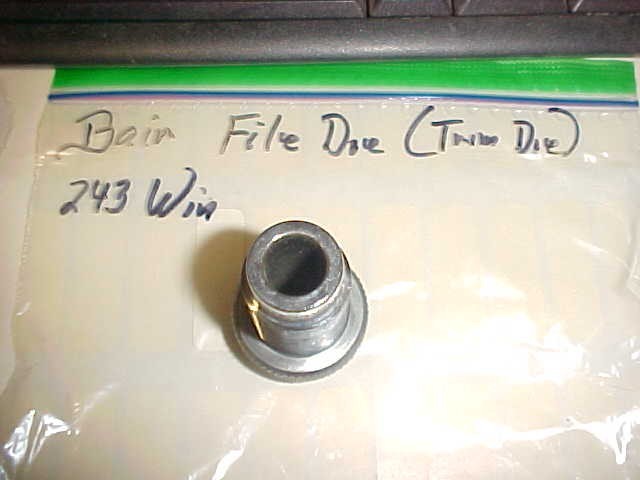 Bain File Die (Trim Die)
243 Win